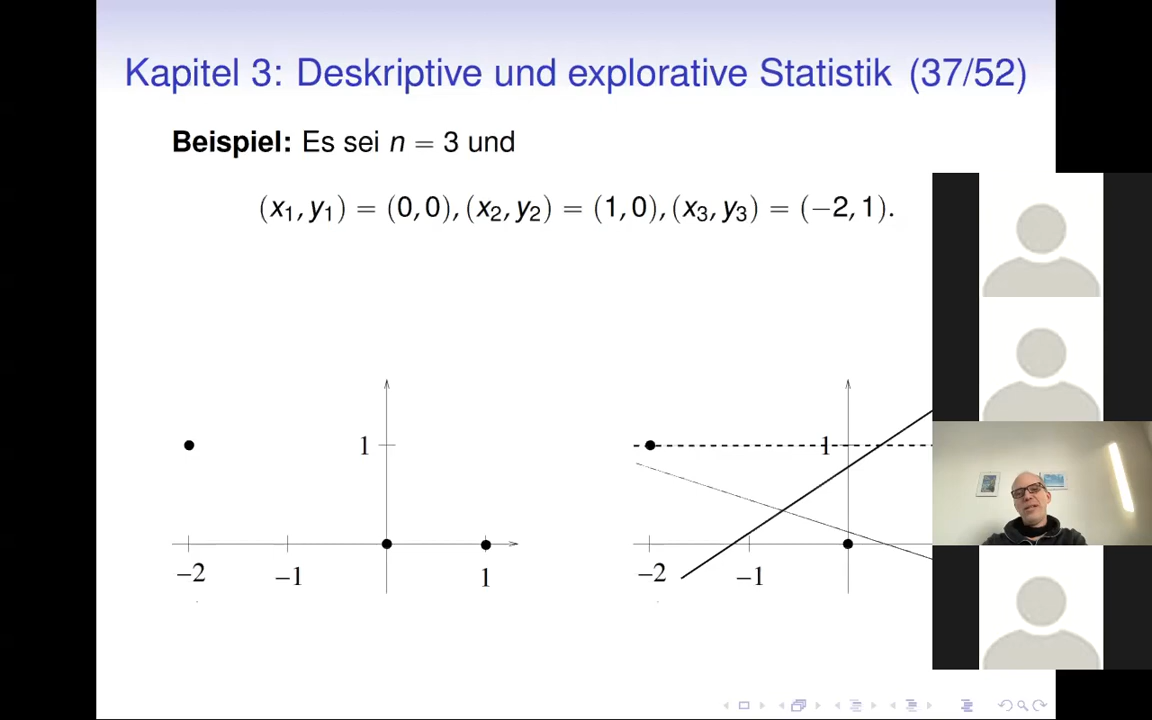 Kapitel 3: Deskriptive und explorative Statistik (37/52)
Beispiel: Es sei n = 3 und
(x₁, y₁) = (0, 0), (x₂, y₂) = (1, 0), (x₃, y₃) = (−2, 1).
1
−2 −1 1
1
−2 −1